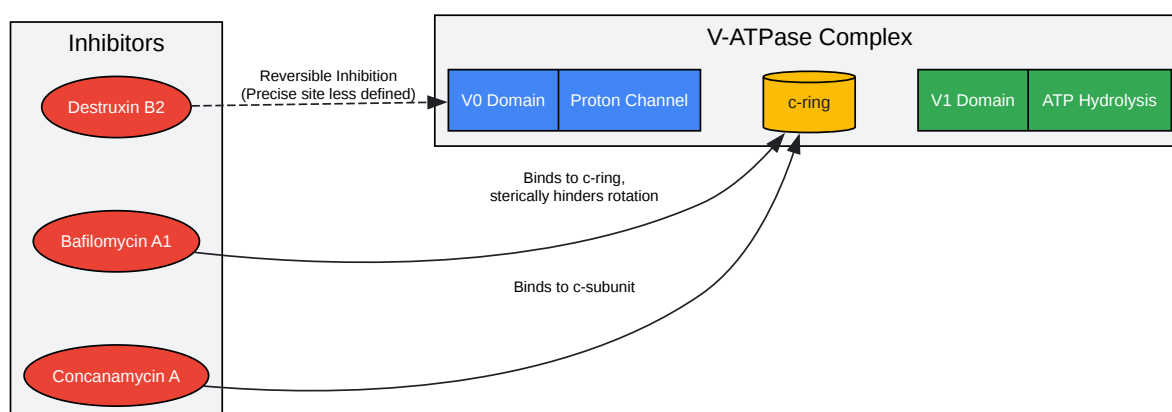 Inhibitors
V-ATPase Complex
Destruxin B2
Reversible Inhibition
(Precise site less defined)
V0 Domain
Proton Channel
c-ring
V1 Domain
ATP Hydrolysis
Binds to c-ring,
sterically hinders rotation
Bafilomycin A1
Binds to c-subunit
Concanamycin A